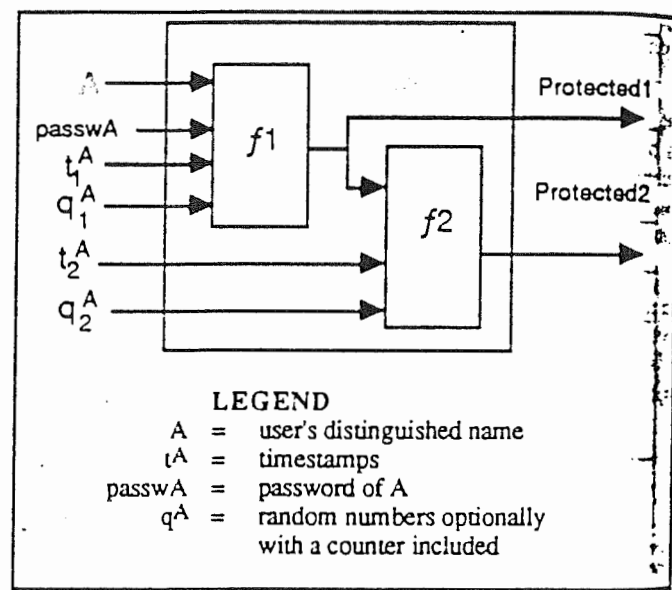 A
passwA
t₁ᴬ
q₁ᴬ
t₂ᴬ
q₂ᴬ
f1
f2
Protected1
Protected2
LEGEND
A = user's distinguished name
tᴬ = timestamps
passwA = password of A
qᴬ = random numbers optionally
with a counter included